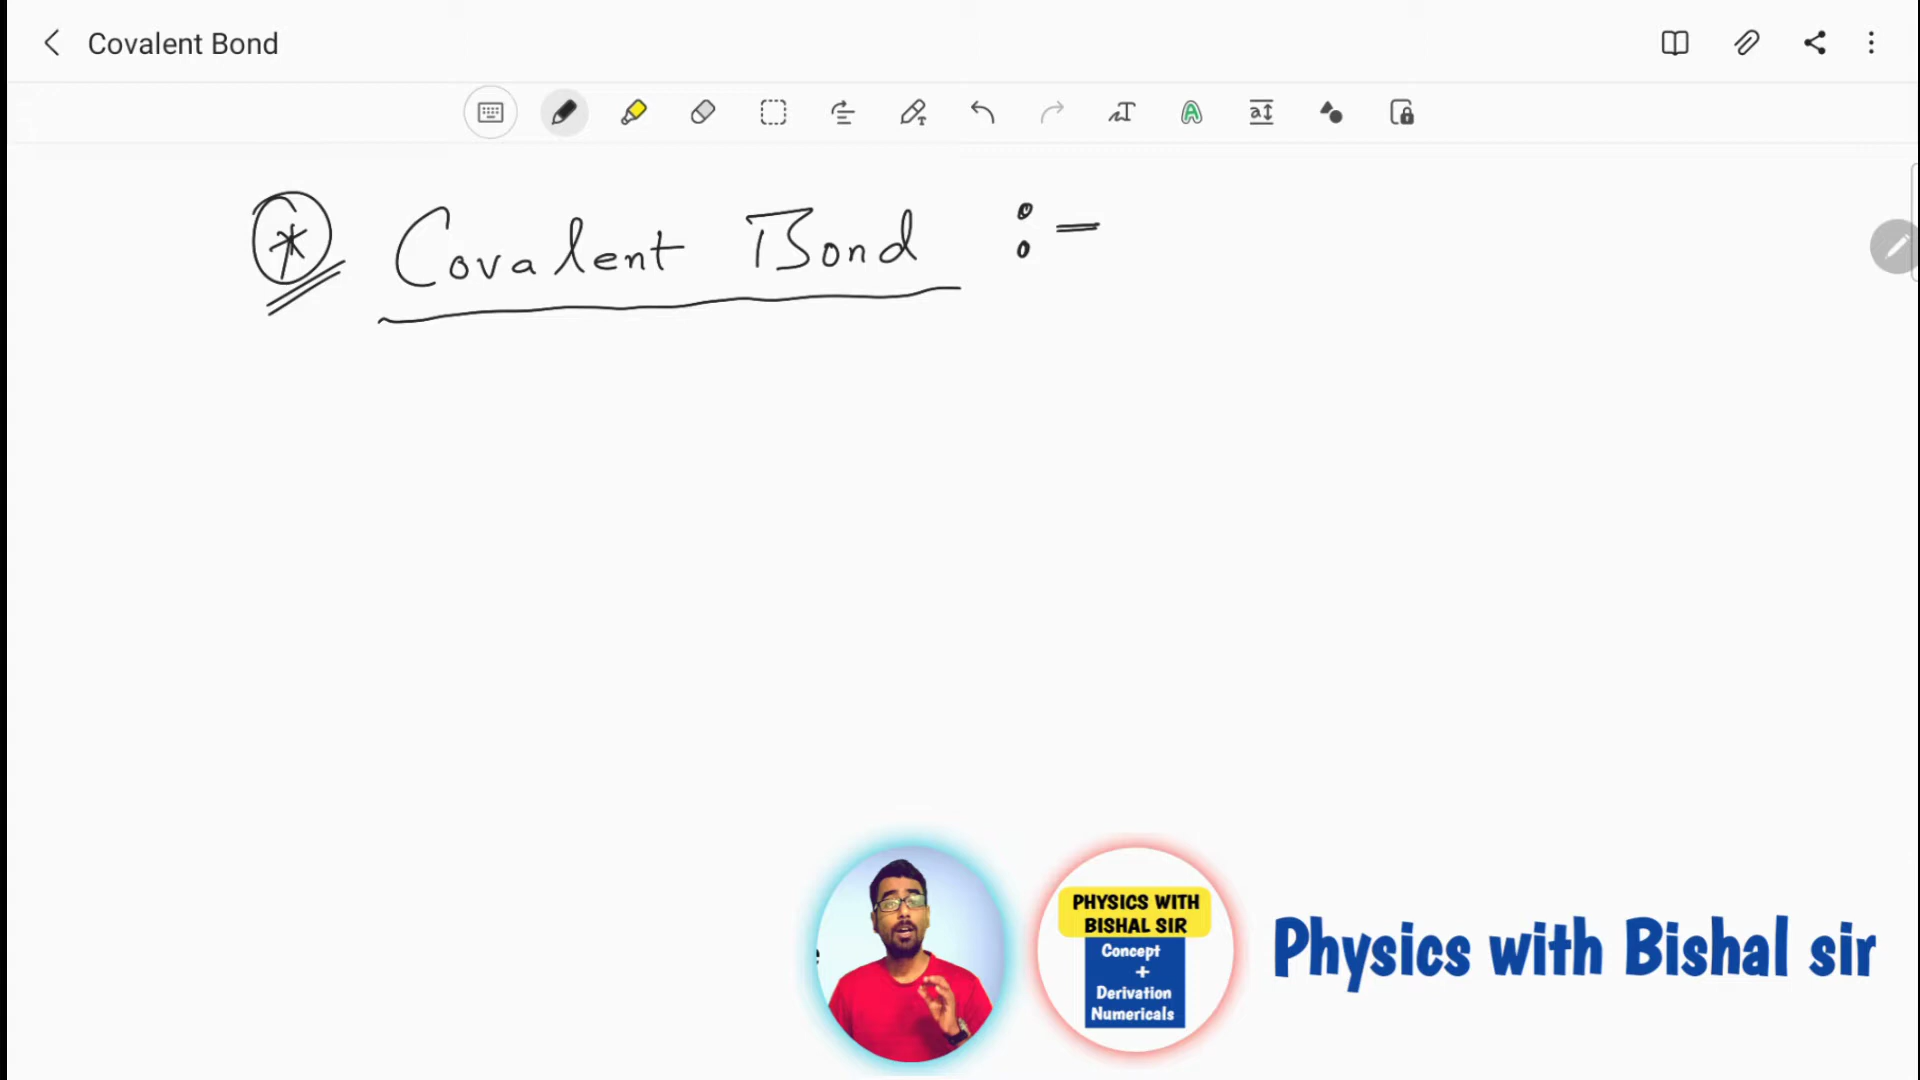 Covalent Bond
* Covalent Bond :-
PHYSICS WITH
BISHAL SIR
Concept
+
Derivation
Numericals
Physics with Bishal sir